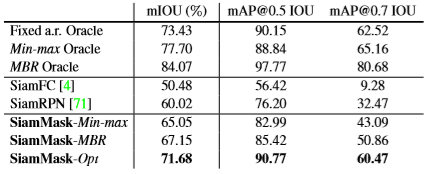 mIOU (%) mAP@0.5 IOU mAP@0.7 IOU
Fixed a.r. Oracle 73.43 90.15 62.52
Min-max Oracle 77.70 88.84 65.16
MBR Oracle 84.07 97.77 80.68
SiamFC [4] 50.48 56.42 9.28
SiamRPN [71] 60.02 76.20 32.47
SiamMask-Min-max 65.05 82.99 43.09
SiamMask-MBR 67.15 85.42 50.86
SiamMask-Opt 71.68 90.77 60.47